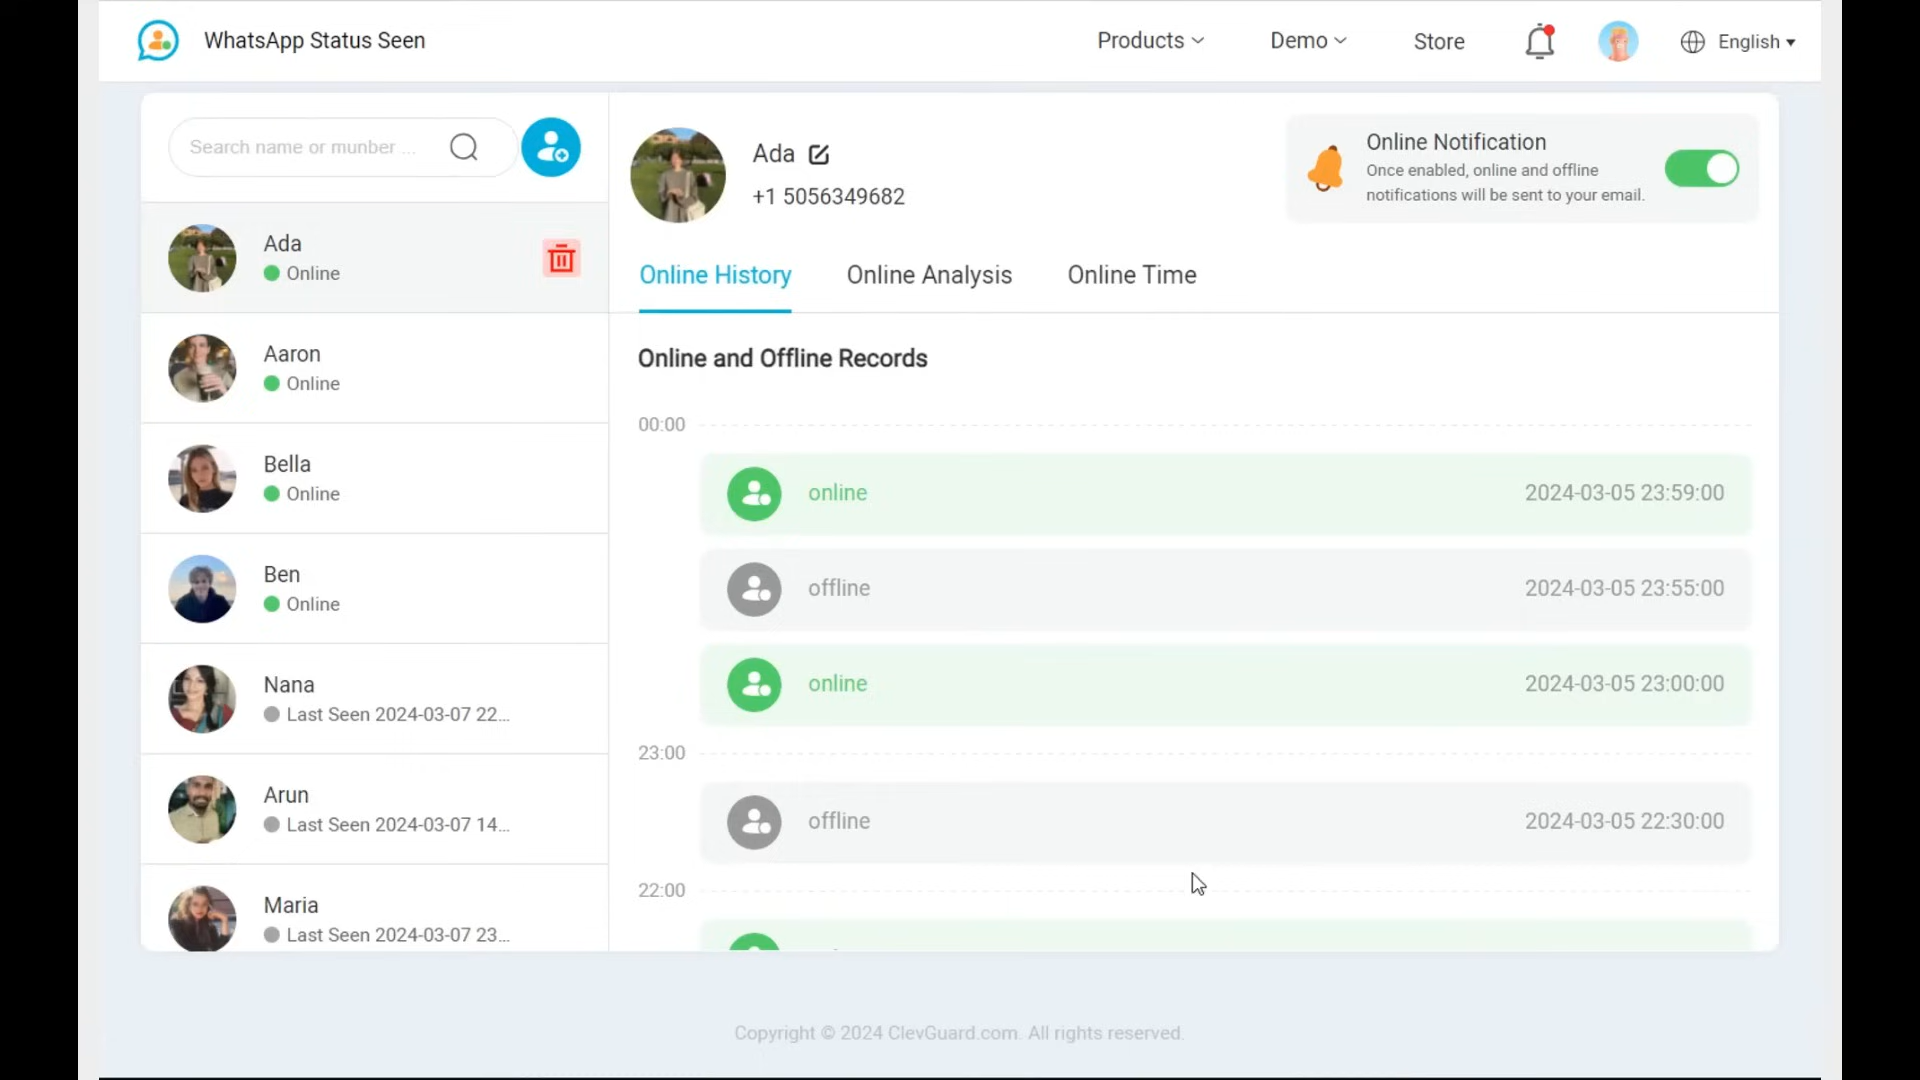 WhatsApp Status Seen
Products
Demo
Store
English
Search name or munber ...
Ada
Online
Aaron
Online
Bella
Online
Ben
Online
Nana
Last Seen 2024-03-07 22...
Arun
Last Seen 2024-03-07 14...
Maria
Last Seen 2024-03-07 23...
Ada
+1 5056349682
Online Notification
Once enabled, online and offline
notifications will be sent to your email.
Online History
Online Analysis
Online Time
Online and Offline Records
00:00
online 2024-03-05 23:59:00
offline 2024-03-05 23:55:00
online 2024-03-05 23:00:00
23:00
offline 2024-03-05 22:30:00
22:00
Copyright © 2024 ClevGuard.com. All rights reserved.